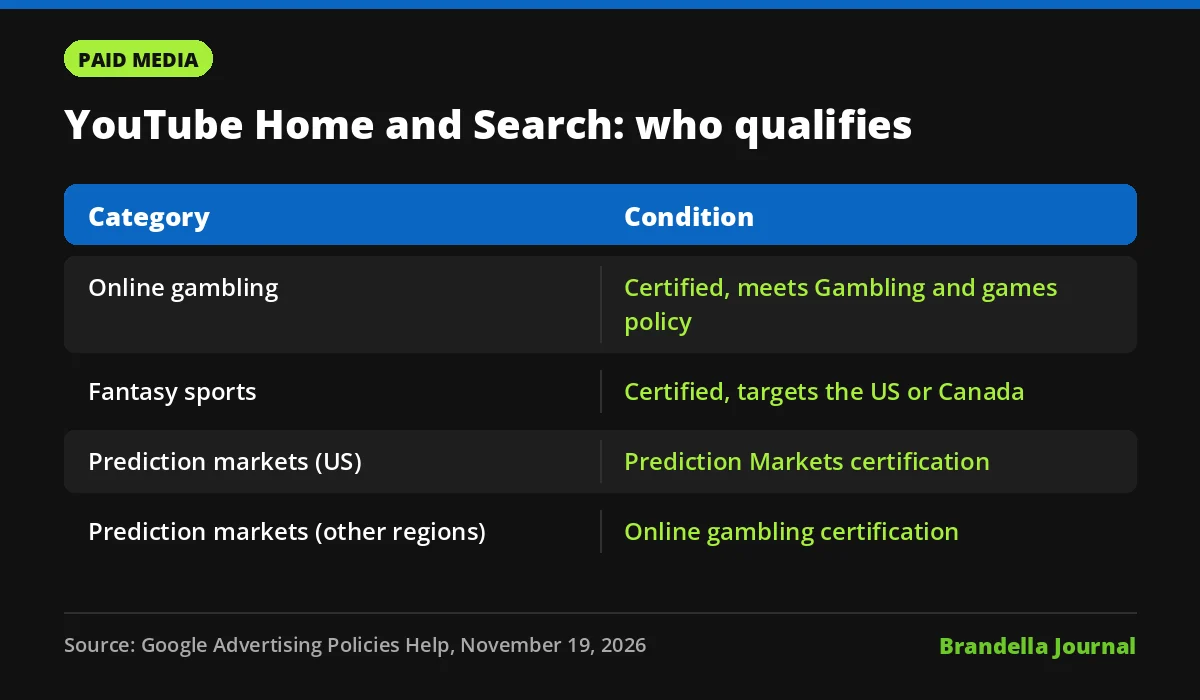 PAID MEDIA
YouTube Home and Search: who qualifies
Category
Condition
Online gambling
Certified, meets Gambling and games
policy
Fantasy sports
Certified, targets the US or Canada
Prediction markets (US)
Prediction Markets certification
Prediction markets (other regions)
Online gambling certification
Source: Google Advertising Policies Help, November 19, 2026
Brandella Journal